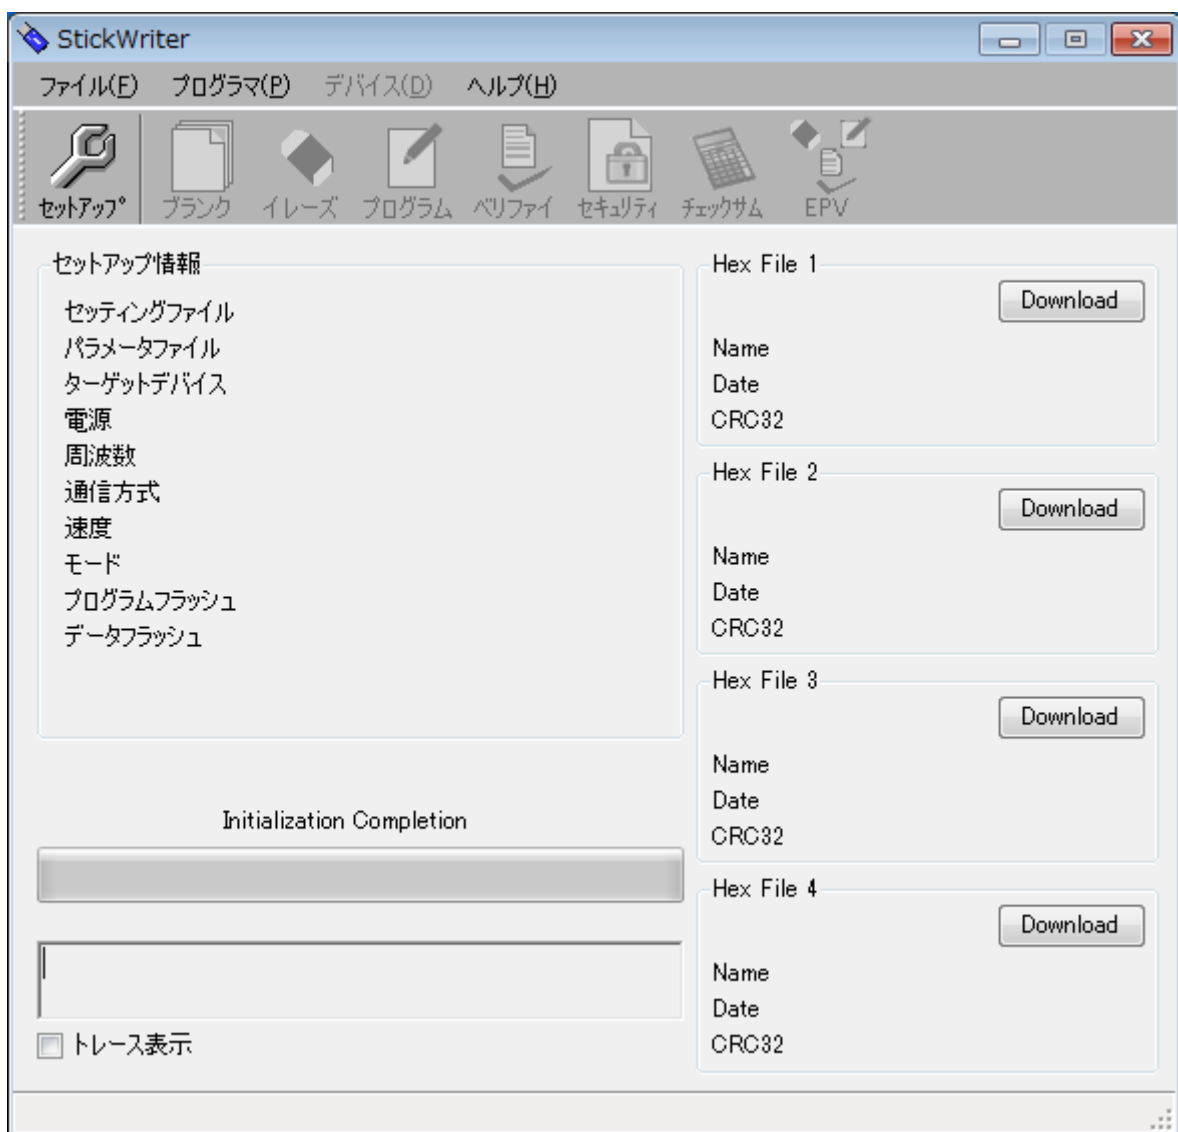 StickWriter
ファイル(F) プログラマ(P) デバイス(D) ヘルプ(H)
セットアップ ブランク イレーズ プログラム ベリファイ セキュリティ チェックサム EPV
セットアップ情報
セッティングファイル
パラメータファイル
ターゲットデバイス
電源
周波数
通信方式
速度
モード
プログラムフラッシュ
データフラッシュ
Initialization Completion
トレース表示
Hex File 1
Download
Name
Date
CRC32
Hex File 2
Download
Name
Date
CRC32
Hex File 3
Download
Name
Date
CRC32
Hex File 4
Download
Name
Date
CRC32